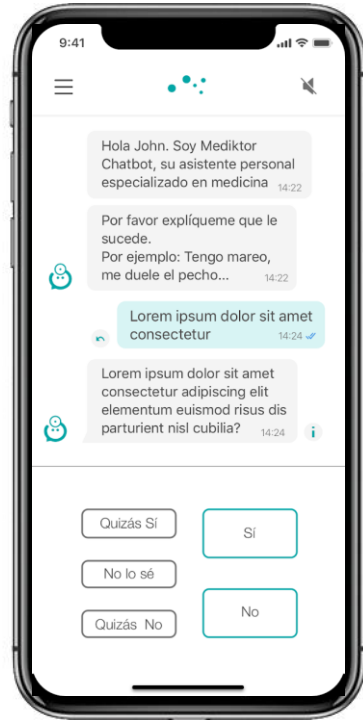 9:41
Hola John. Soy Mediktor
Chatbot, su asistente personal
especializado en medicina 14:22
Por favor explíqueme que le
sucede.
Por ejemplo: Tengo mareo,
me duele el pecho... 14:22
Lorem ipsum dolor sit amet
consectetur 14:24
Lorem ipsum dolor sit amet
consectetur adipiscing elit
elementum euismod risus dis
parturient nisl cubilia? 14:24 i
Quizás Sí
Sí
No lo sé
No
Quizás No